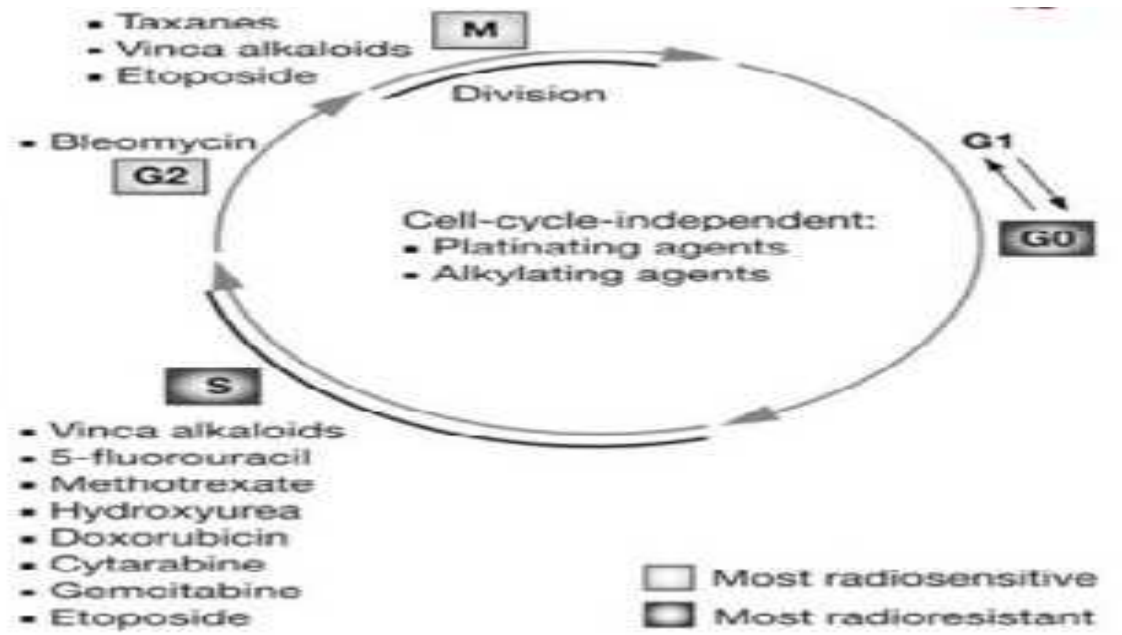 • Taxanes
• Vinca alkaloids
• Etoposide
M
Division
• Bleomycin
G2
G1
G0
Cell-cycle-independent:
• Platinating agents
• Alkylating agents
S
• Vinca alkaloids
• 5-fluorouracil
• Methotrexate
• Hydroxyurea
• Doxorubicin
• Cytarabine
• Gemcitabine
• Etoposide
Most radiosensitive
Most radioresistant